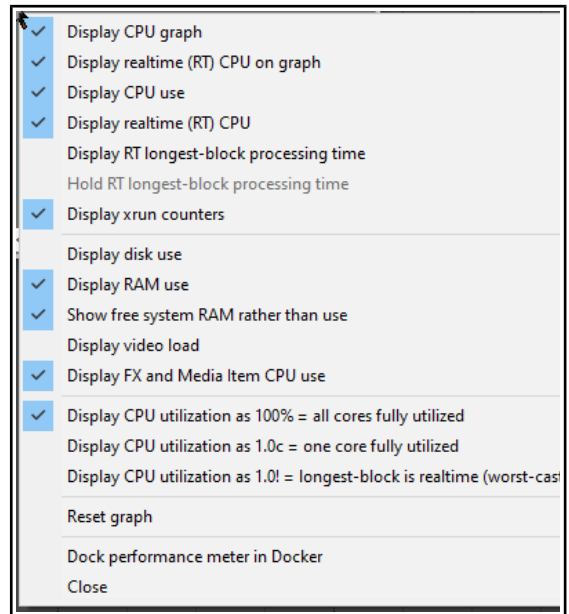 Display CPU graph
Display realtime (RT) CPU on graph
Display CPU use
Display realtime (RT) CPU
Display RT longest-block processing time
Hold RT longest-block processing time
Display xrun counters
Display disk use
Display RAM use
Show free system RAM rather than use
Display video load
Display FX and Media Item CPU use
Display CPU utilization as 100% = all cores fully utilized
Display CPU utilization as 1.0c = one core fully utilized
Display CPU utilization as 1.0! = longest-block is realtime (worst-cast
Reset graph
Dock performance meter in Docker
Close